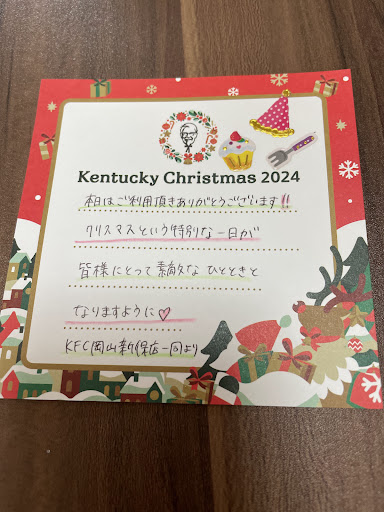 Kentucky Christmas 2024
本日はご利用頂きありがとうございます!!
クリスマスという特別な一日が
皆様にとって素敵なひとときと
なりますように♡
KFC岡山新保店一同より